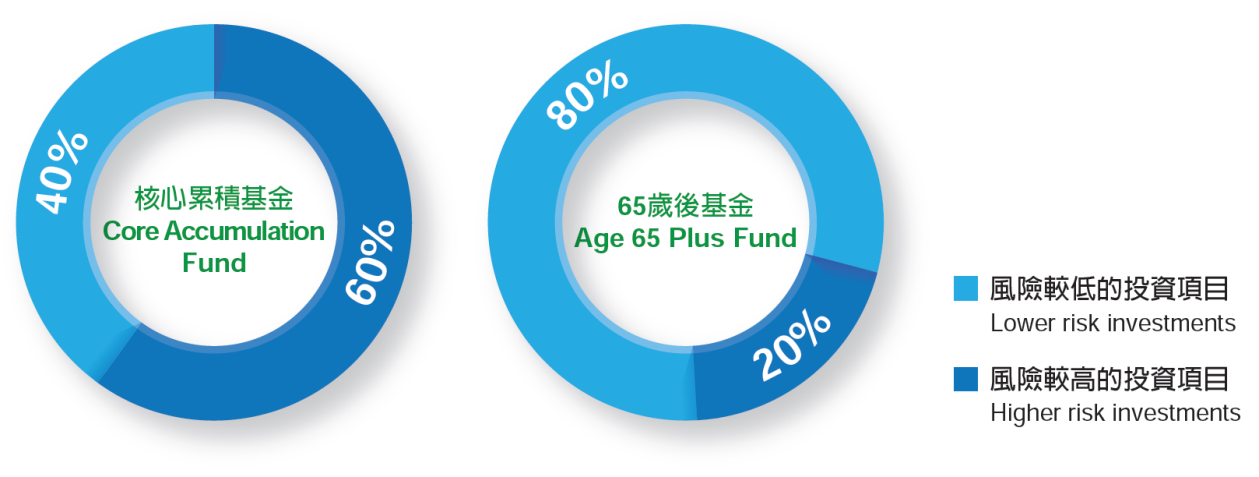 40%
核心累積基金
Core Accumulation
Fund
60%
80%
65歲後基金
Age 65 Plus Fund
20%
風險較低的投資項目
Lower risk investments
風險較高的投資項目
Higher risk investments